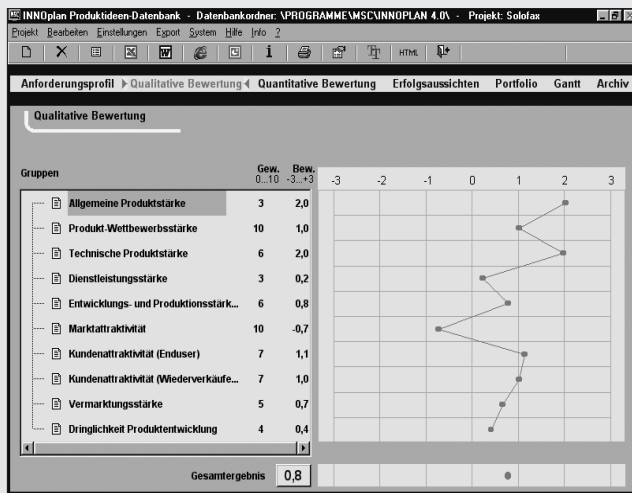 INNOplan Produktideen-Datenbank - Datenbankordner: \PROGRAMME\MSC\INNOPLAN 4.0\ - Projekt: Solofax
Projekt Bearbeiten Einstellungen Export System Hilfe Info ?
HTML
Anforderungsprofil Qualitative Bewertung Quantitative Bewertung Erfolgsaussichten Portfolio Gantt Archiv
Qualitative Bewertung
Gruppen Gew. Bew.
0...10 -3...+3 -3 -2 -1 0 1 2 3
Allgemeine Produktstärke 3 2,0
Produkt-Wettbewerbsstärke 10 1,0
Technische Produktstärke 6 2,0
Dienstleistungsstärke 3 0,2
Entwicklungs- und Produktionsstärk... 6 0,8
Marktattraktivität 10 -0,7
Kundenattraktivität (Enduser) 7 1,1
Kundenattraktivität (Wiederverkäufe... 7 1,0
Vermarktungsstärke 5 0,7
Dringlichkeit Produktentwicklung 4 0,4
Gesamtergebnis 0,8